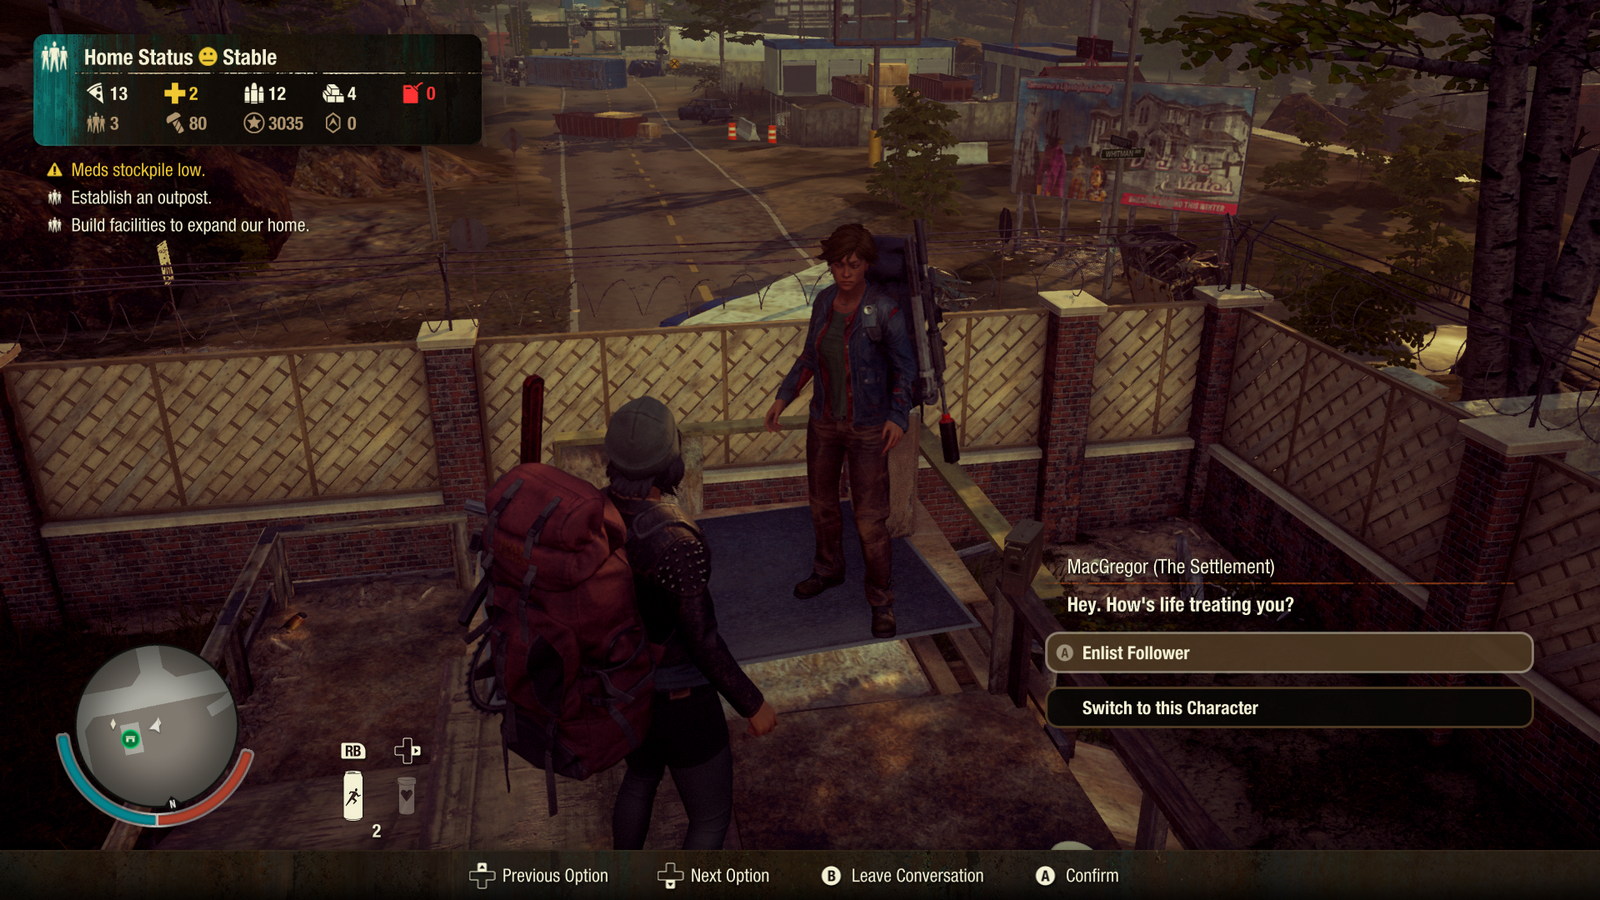 Home Status Stable
13 2 12 4 0
3 80 3035 0
Meds stockpile low.
Establish an outpost.
Build facilities to expand our home.
WHITMAN
MacGregor (The Settlement)
Hey. How's life treating you?
A Enlist Follower
Switch to this Character
RB
N
2
Previous Option Next Option B Leave Conversation A Confirm